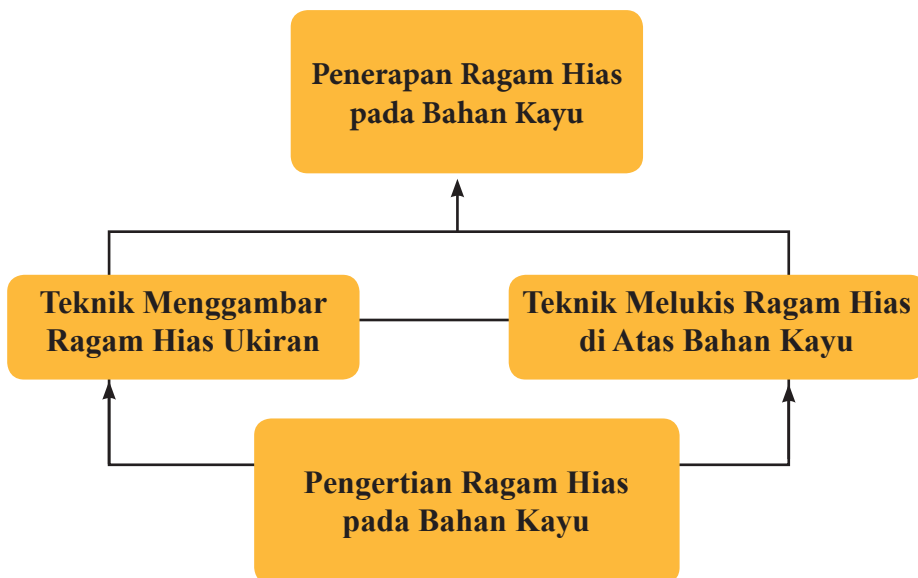 Penerapan Ragam Hias
pada Bahan Kayu
Teknik Menggambar
Ragam Hias Ukiran
Teknik Melukis Ragam Hias
di Atas Bahan Kayu
Pengertian Ragam Hias
pada Bahan Kayu